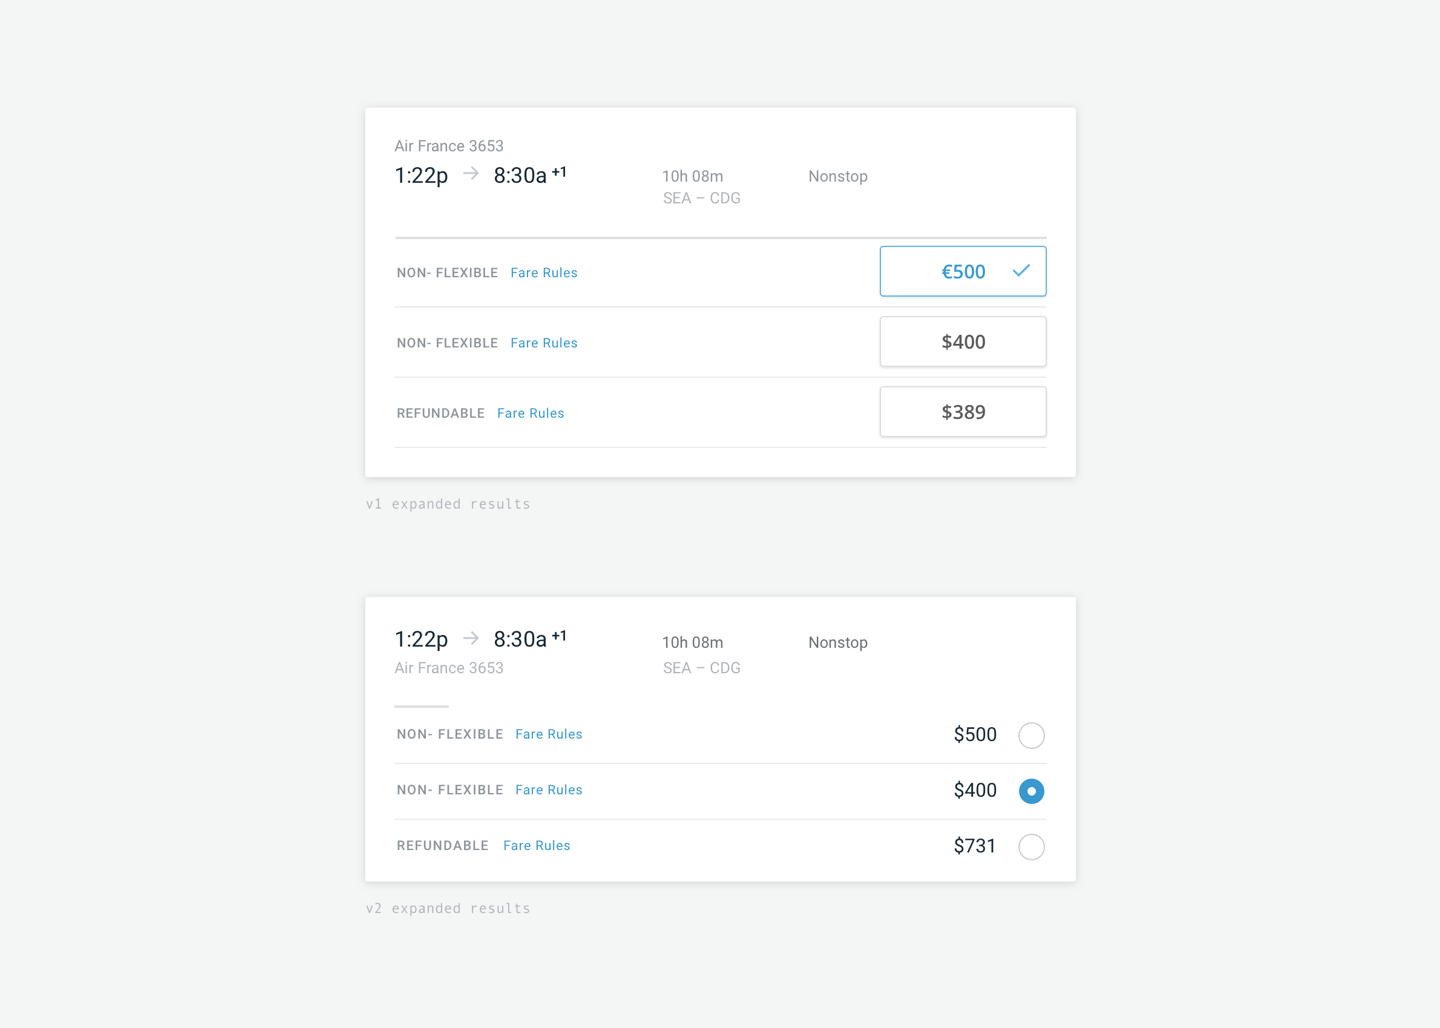 Air France 3653
1:22p → 8:30a +1 10h 08m Nonstop
SEA – CDG
NON- FLEXIBLE Fare Rules €500
NON- FLEXIBLE Fare Rules $400
REFUNDABLE Fare Rules $389
v1 expanded results
1:22p → 8:30a +1 10h 08m Nonstop
Air France 3653 SEA – CDG
NON- FLEXIBLE Fare Rules $500
NON- FLEXIBLE Fare Rules $400
REFUNDABLE Fare Rules $731
v2 expanded results